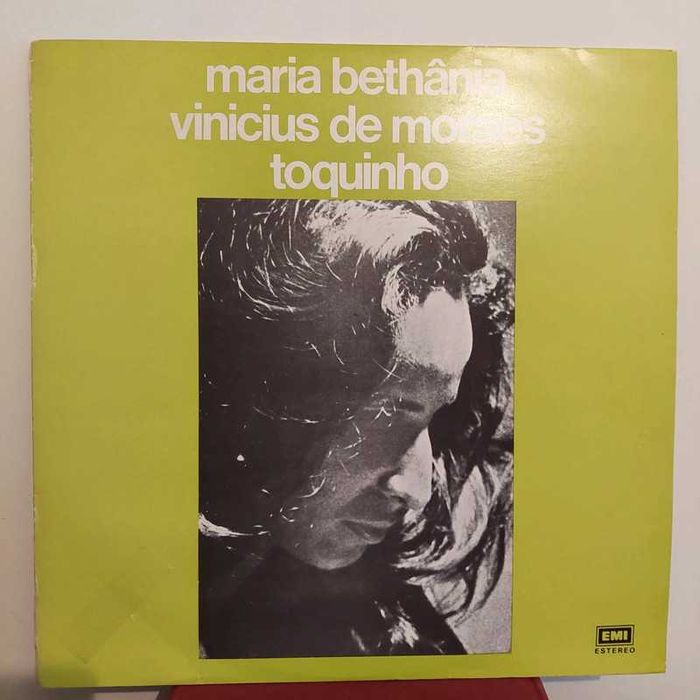 maria bethânia
vinicius de moraes
toquinho
EMI
ESTEREO